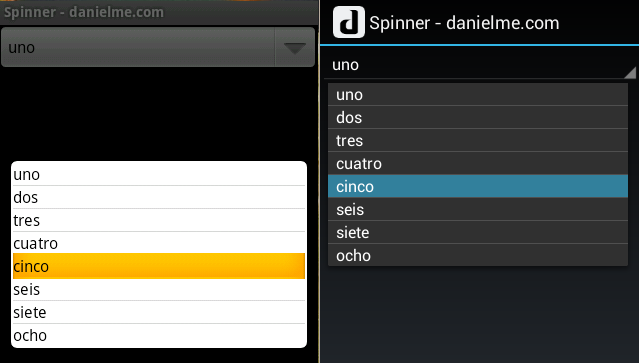 Spinner - danielme.com
uno
uno
dos
tres
cuatro
cinco
seis
siete
ocho
d Spinner - danielme.com
uno
uno
dos
tres
cuatro
cinco
seis
siete
ocho